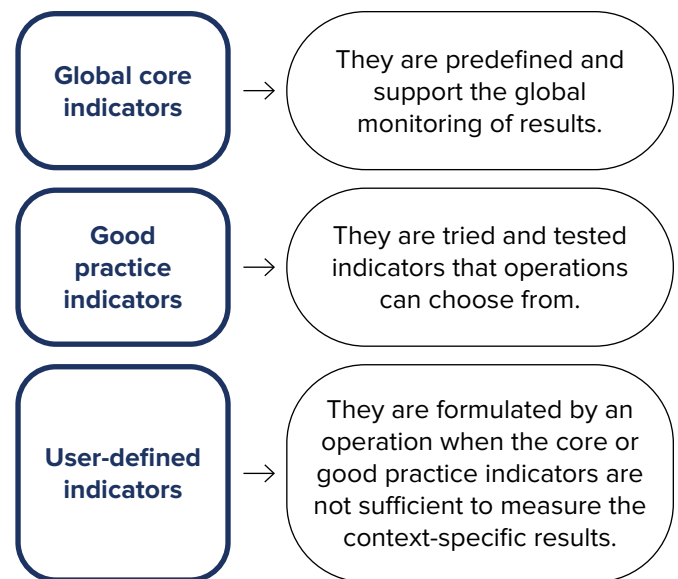 Global core
indicators
They are predefined and
support the global
monitoring of results.
Good
practice
indicators
They are tried and tested
indicators that operations
can choose from.
User-defined
indicators
They are formulated by an
operation when the core or
good practice indicators are
not sufficient to measure the
context-specific results.